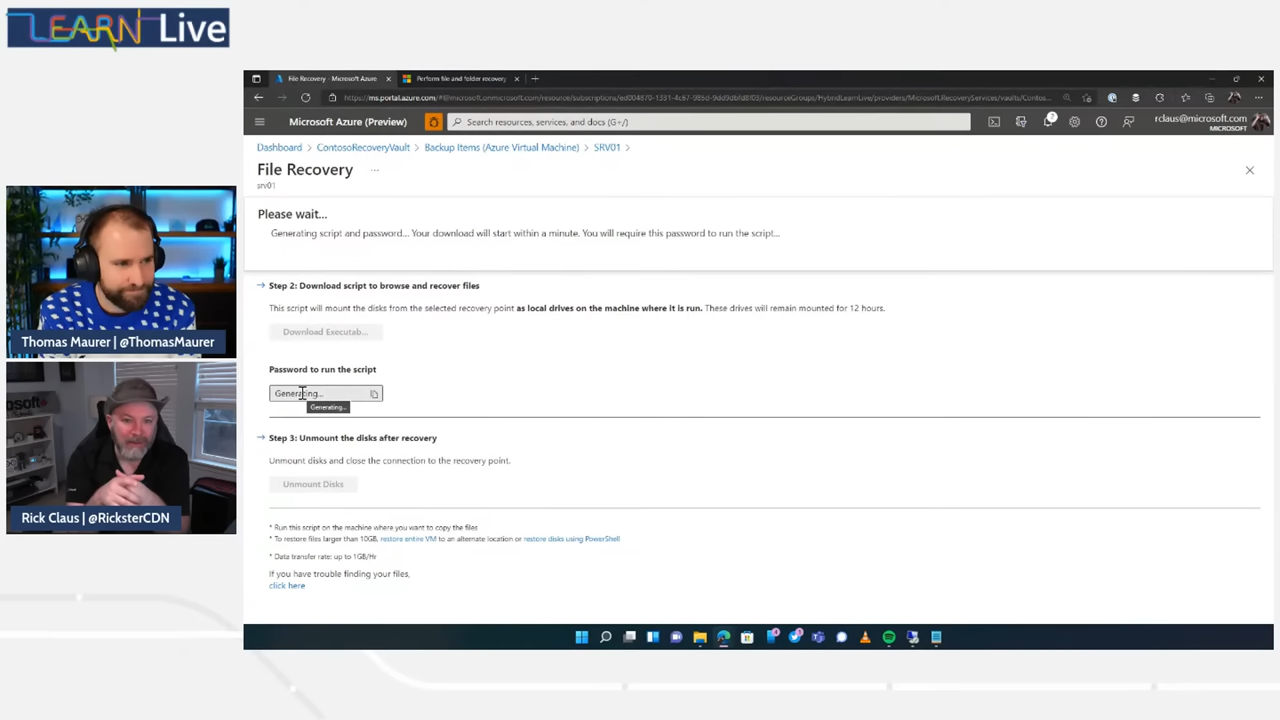 LEARN Live
File Recovery - Microsoft Azure
Perform file and folder recovery
Microsoft Azure (Preview)
Search resources, services, and docs (G+/)
7
rclaus@microsoft.com
MICROSOFT
Dashboard > ContosoRecoveryVault > Backup Items (Azure Virtual Machine) > SRV01 >
File Recovery ...
srv01
Please wait...
Generating script and password... Your download will start within a minute. You will require this password to run the script...
Step 2: Download script to browse and recover files
This script will mount the disks from the selected recovery point as local drives on the machine where it is run. These drives will remain mounted for 12 hours.
Download Executab...
Password to run the script
Generating...
Generating...
Step 3: Unmount the disks after recovery
Unmount disks and close the connection to the recovery point.
Unmount Disks
* Run this script on the machine where you want to copy the files
* To restore files larger than 10GB, restore entire VM to an alternate location or restore disks using PowerShell
* Data transfer rate: up to 1GB/Hr
If you have trouble finding your files,
click here
Thomas Maurer | @ThomasMaurer
Rick Claus | @RicksterCDN